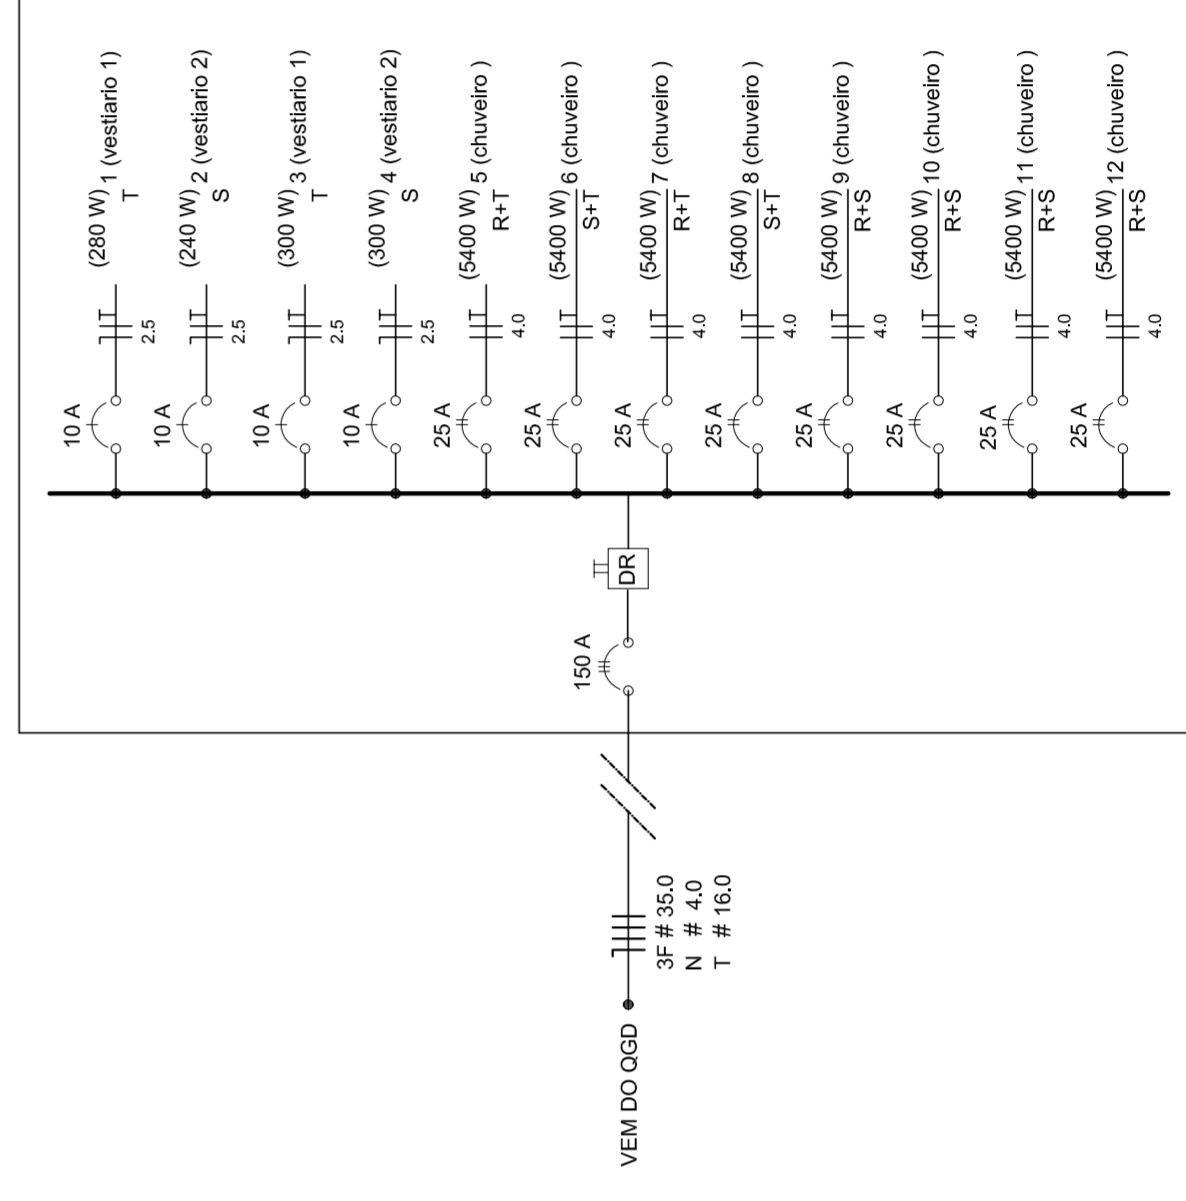 (280 W) 1 (vestiario 1)
T
2.5
10 A
(240 W) 2 (vestiario 2)
S
2.5
10 A
(300 W) 3 (vestiario 1)
T
2.5
10 A
(300 W) 4 (vestiario 2)
S
2.5
10 A
(5400 W) 5 (chuveiro )
R+T
4.0
25 A
(5400 W) 6 (chuveiro )
S+T
4.0
25 A
(5400 W) 7 (chuveiro )
R+T
4.0
25 A
(5400 W) 8 (chuveiro )
S+T
4.0
25 A
(5400 W) 9 (chuveiro )
R+S
4.0
25 A
(5400 W) 10 (chuveiro )
R+S
4.0
25 A
(5400 W) 11 (chuveiro )
R+S
4.0
25 A
(5400 W) 12 (chuveiro )
R+S
4.0
25 A
DR
150 A
3F # 35.0
N # 4.0
T # 16.0
VEM DO QGD